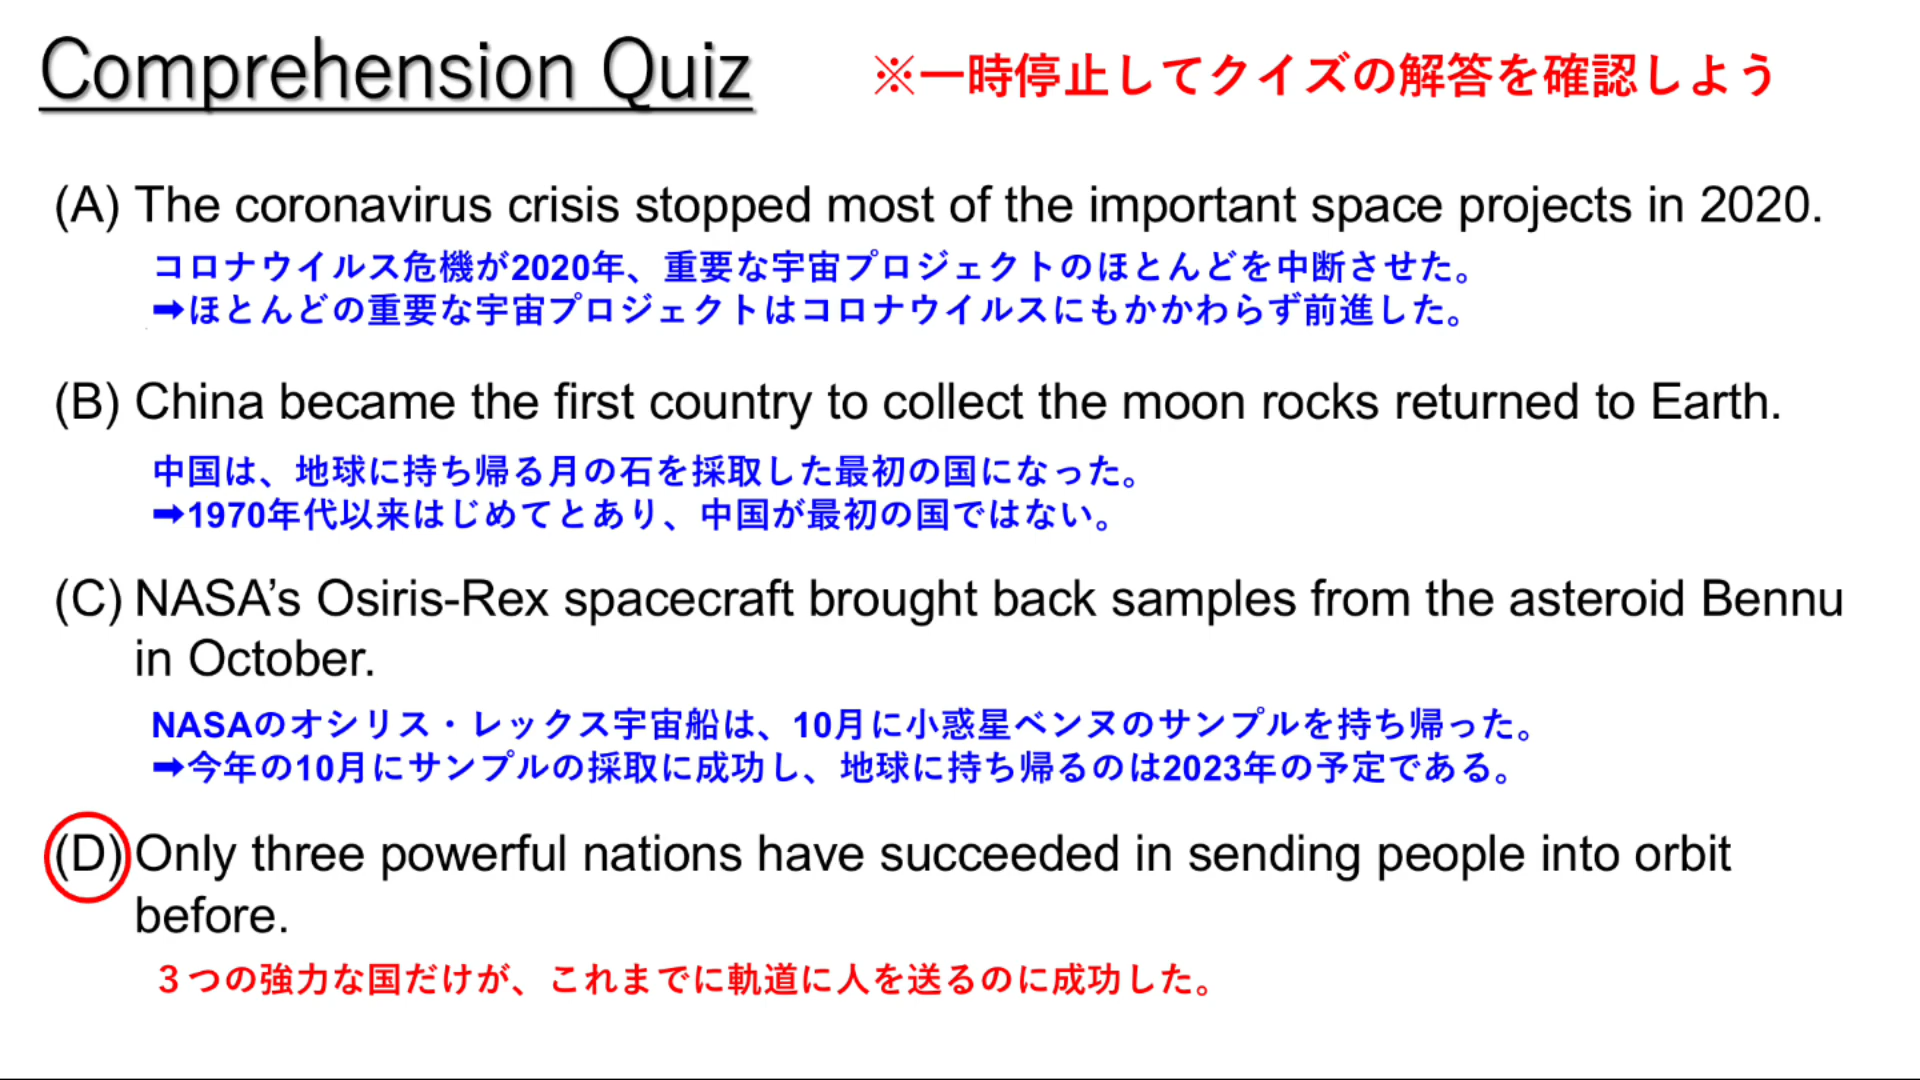 Comprehension Quiz
※一時停止してクイズの解答を確認しよう
(A) The coronavirus crisis stopped most of the important space projects in 2020.
コロナウイルス危機が2020年、重要な宇宙プロジェクトのほとんどを中断させた。
➡ほとんどの重要な宇宙プロジェクトはコロナウイルスにもかかわらず前進した。
(B) China became the first country to collect the moon rocks returned to Earth.
中国は、地球に持ち帰る月の石を採取した最初の国になった。
➡1970年代以来はじめてとあり、中国が最初の国ではない。
(C) NASA’s Osiris-Rex spacecraft brought back samples from the asteroid Bennu
in October.
NASAのオシリス・レックス宇宙船は、10月に小惑星ベンヌのサンプルを持ち帰った。
➡今年の10月にサンプルの採取に成功し、地球に持ち帰るのは2023年の予定である。
(D) Only three powerful nations have succeeded in sending people into orbit
before.
３つの強力な国だけが、これまでに軌道に人を送るのに成功した。